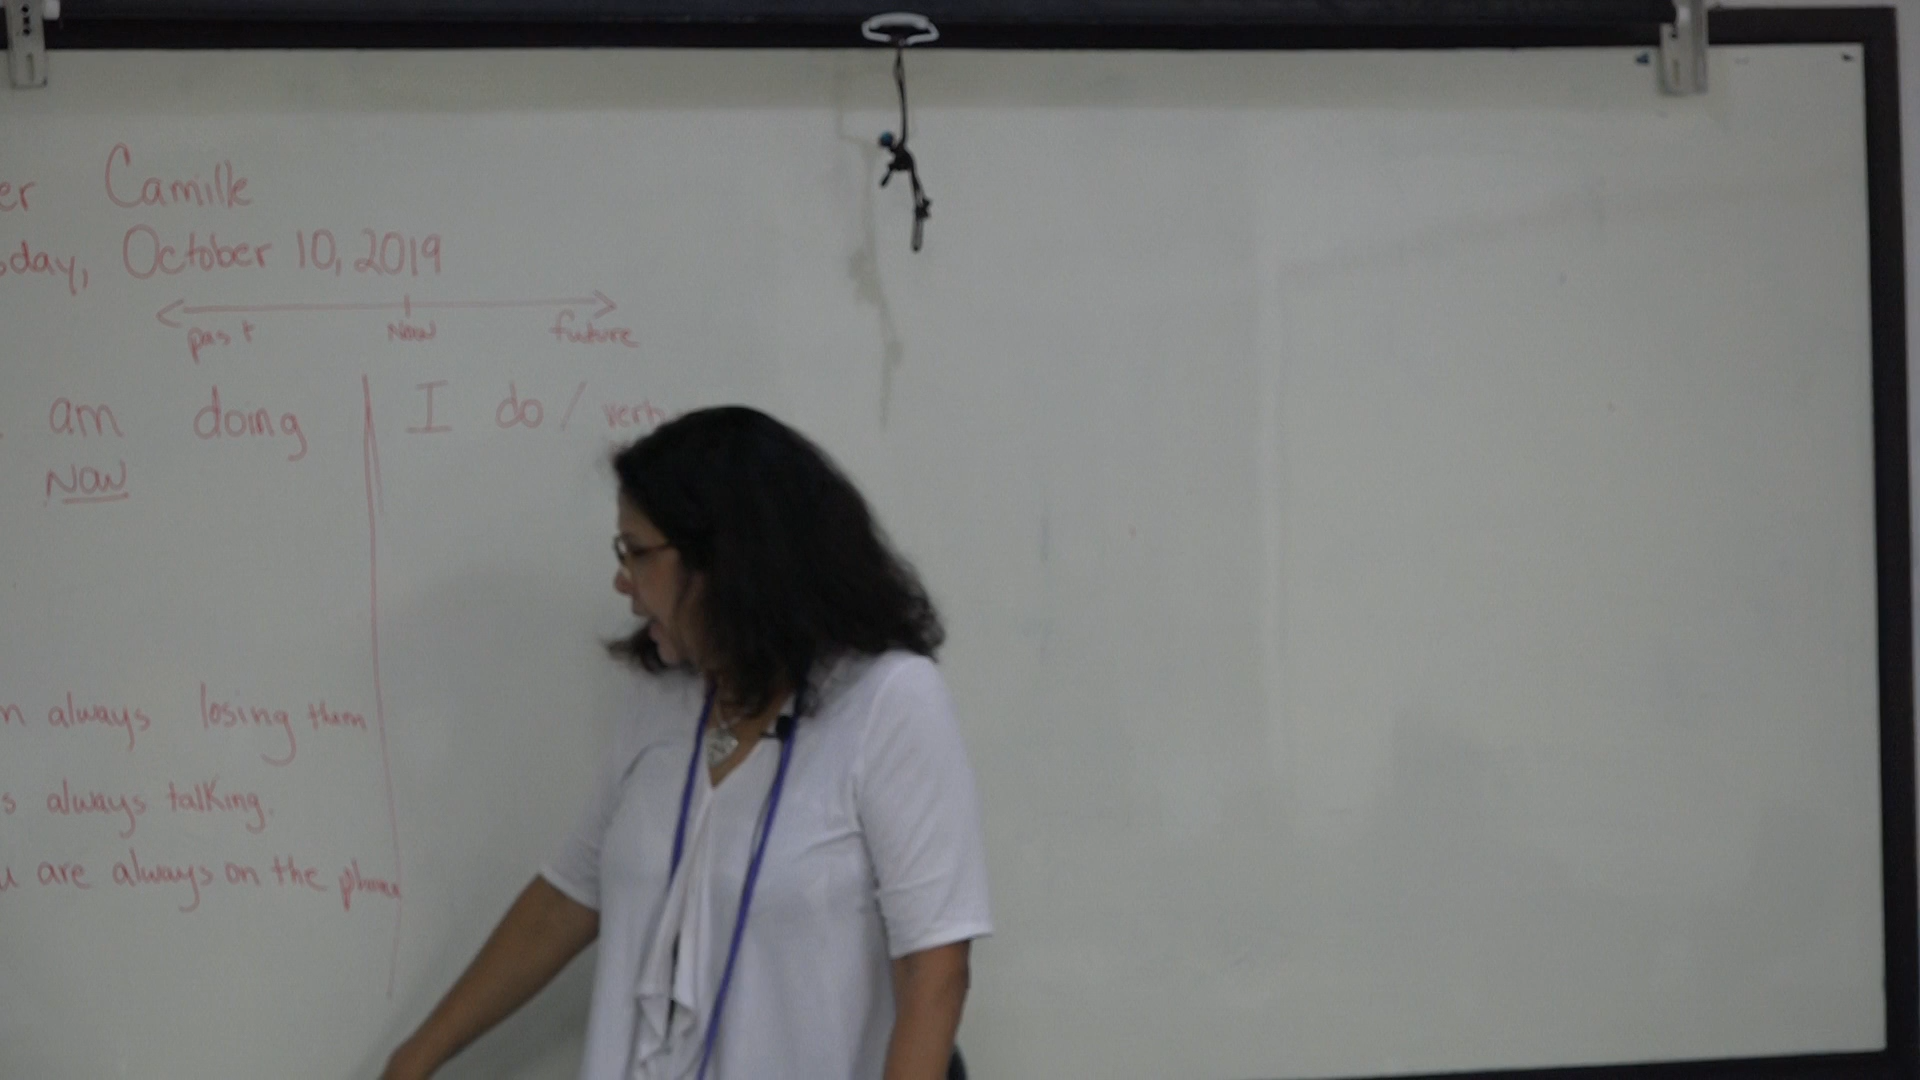 er Camille
day, October 10, 2019
past Now future
am doing I do / verb
NOW
always losing them
s always talking.
u are always on the phone